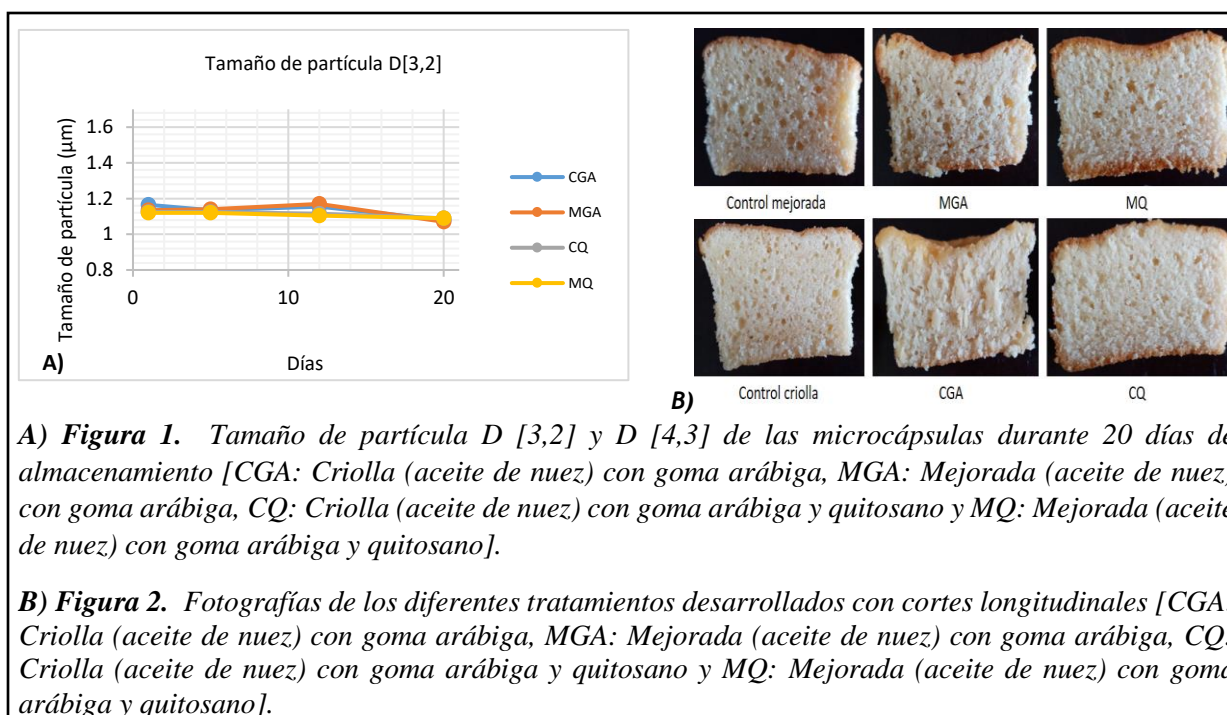 Tamaño de partícula D[3,2]
Tamaño de partícula (µm)
1.6
1.4
1.2
1
0.8
0
10
20
Días
CGA
MGA
CQ
MQ
A)
Control mejorada
MGA
MQ
Control criolla
CGA
CQ
B)
A) Figura 1. Tamaño de partícula D [3,2] y D [4,3] de las microcápsulas durante 20 días de
almacenamiento [CGA: Criolla (aceite de nuez) con goma arábiga, MGA: Mejorada (aceite de nuez)
con goma arábiga, CQ: Criolla (aceite de nuez) con goma arábiga y quitosano y MQ: Mejorada (aceite
de nuez) con goma arábiga y quitosano].
B) Figura 2. Fotografías de los diferentes tratamientos desarrollados con cortes longitudinales [CGA:
Criolla (aceite de nuez) con goma arábiga, MGA: Mejorada (aceite de nuez) con goma arábiga, CQ:
Criolla (aceite de nuez) con goma arábiga y quitosano y MQ: Mejorada (aceite de nuez) con goma
arábiga y quitosano].